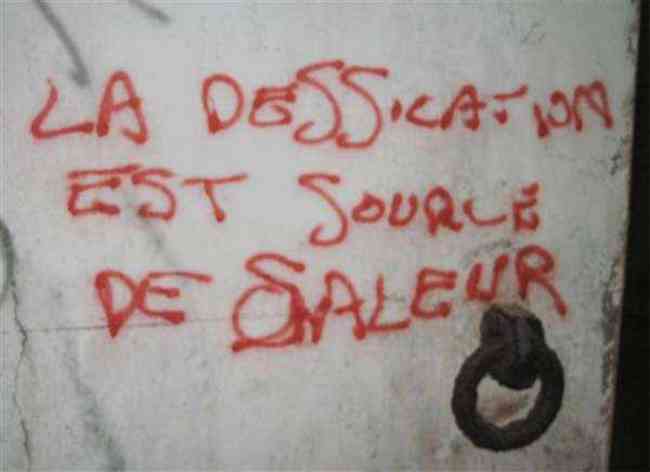 LA DESSICATION
EST SOURCE
DE SALEUR